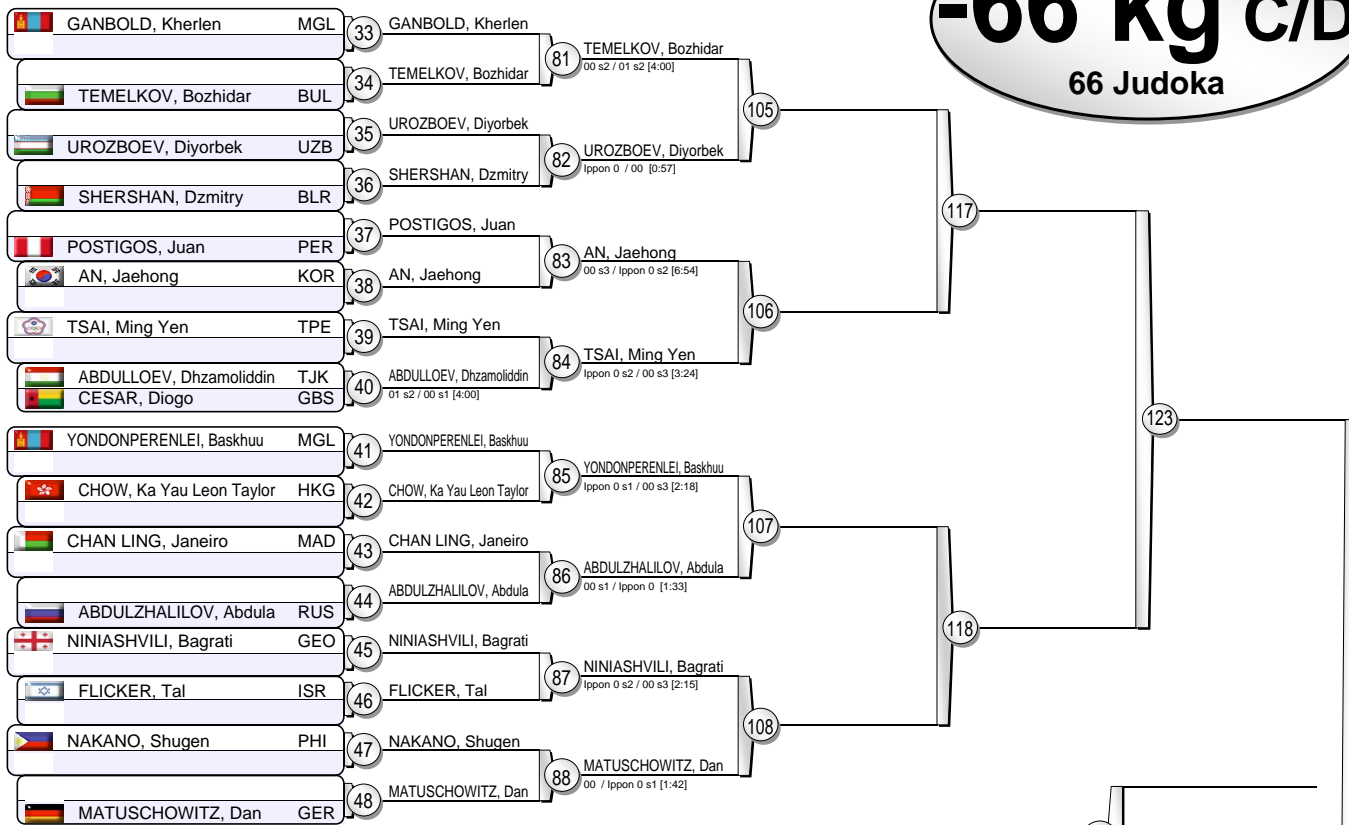 -66 kg C/D
66 Judoka
GANBOLD, Kherlen MGL
TEMELKOV, Bozhidar BUL
UROZBOEV, Diyorbek UZB
SHERSHAN, Dzmitry BLR
POSTIGOS, Juan PER
AN, Jaehong KOR
TSAI, Ming Yen TPE
ABDULLOEV, Dhzamoliddin TJK
CESAR, Diogo GBS
YONDONPERENLEI, Baskhuu MGL
CHOW, Ka Yau Leon Taylor HKG
CHAN LING, Janeiro MAD
ABDULZHALILOV, Abdula RUS
NINIASHVILI, Bagrati GEO
FLICKER, Tal ISR
NAKANO, Shugen PHI
MATUSCHOWITZ, Dan GER
33 GANBOLD, Kherlen
34 TEMELKOV, Bozhidar
35 UROZBOEV, Diyorbek
36 SHERSHAN, Dzmitry
37 POSTIGOS, Juan
38 AN, Jaehong
39 TSAI, Ming Yen
40 ABDULLOEV, Dhzamoliddin
01 s2 / 00 s1 [4:00]
41 YONDONPERENLEI, Baskhuu
42 CHOW, Ka Yau Leon Taylor
43 CHAN LING, Janeiro
44 ABDULZHALILOV, Abdula
45 NINIASHVILI, Bagrati
46 FLICKER, Tal
47 NAKANO, Shugen
48 MATUSCHOWITZ, Dan
81 TEMELKOV, Bozhidar
00 s2 / 01 s2 [4:00]
82 UROZBOEV, Diyorbek
Ippon 0 / 00 [0:57]
83 AN, Jaehong
00 s3 / Ippon 0 s2 [6:54]
84 TSAI, Ming Yen
Ippon 0 s2 / 00 s3 [3:24]
85 YONDONPERENLEI, Baskhuu
Ippon 0 s1 / 00 s3 [2:18]
86 ABDULZHALILOV, Abdula
00 s1 / Ippon 0 [1:33]
87 NINIASHVILI, Bagrati
Ippon 0 s2 / 00 s3 [2:15]
88 MATUSCHOWITZ, Dan
00 / Ippon 0 s1 [1:42]
105
106
107
108
117
118
123